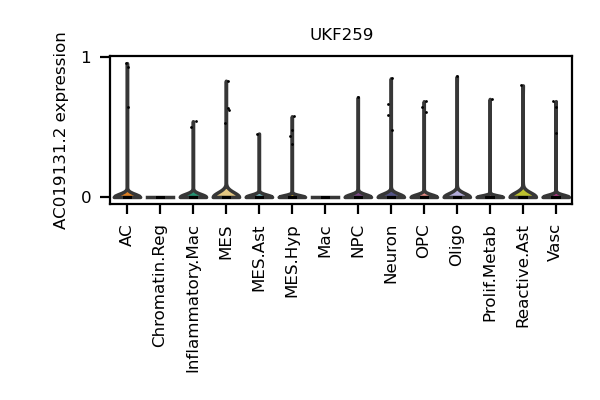 UKF259
AC019131.2 expression
1
0
AC
Chromatin.Reg
Inflammatory.Mac
MES
MES.Ast
MES.Hyp
Mac
NPC
Neuron
OPC
Oligo
Prolif.Metab
Reactive.Ast
Vasc